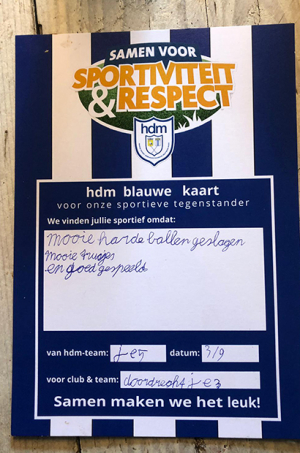 SAMEN VOOR
SPORTIVITEIT
& RESPECT
hdm
hdm blauwe kaart
voor onze sportieve tegenstander
We vinden jullie sportief omdat:
mooie harde ballen geslagen
mooie trucjes
en goed gespeeld
van hdm-team: je5 datum: 3/9
voor club & team: doordrecht je2
Samen maken we het leuk!